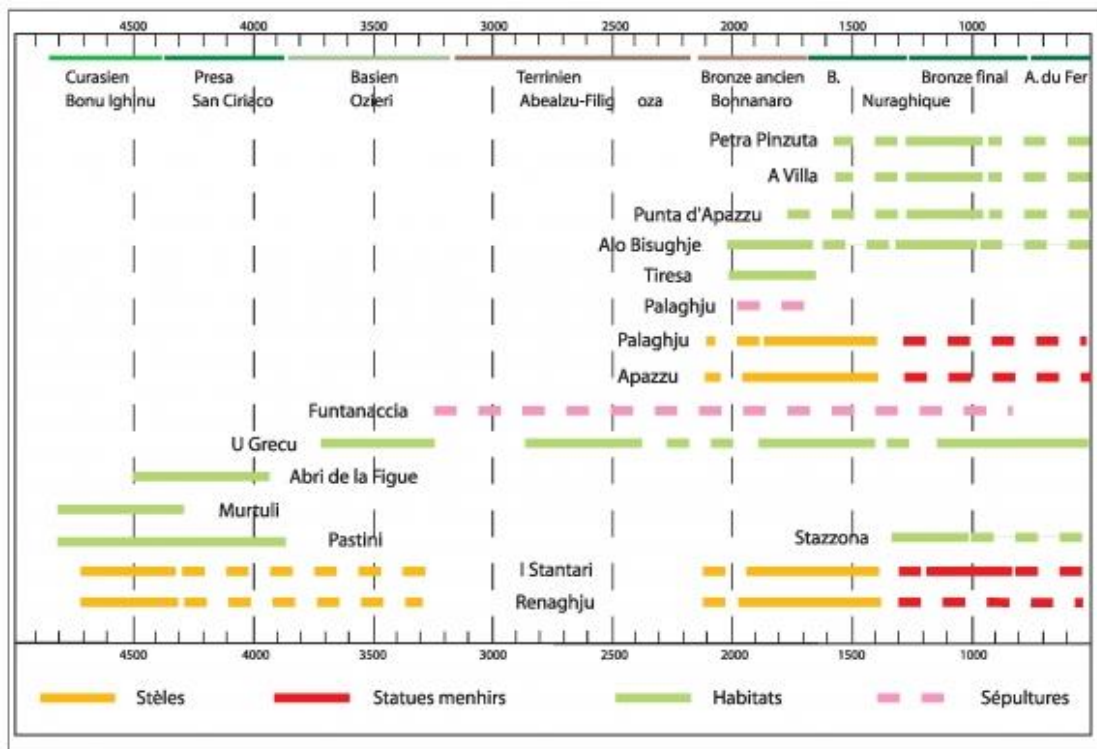 4500 4000 3500 3000 2500 2000 1500 1000
Curasien Presa Basien Terrinien Bronze ancien B. Bronze final A. du Fer
Bonu Ighinu San Ciriaco Ozieri Abealzu-Filig oza Bonnanaro Nuraghique
Petra Pinzuta
A Villa
Punta d'Apazzu
Alo Bisughje
Tiresa
Palaghju
Palaghju
Apazzu
Funtanaccia
U Grecu
Abri de la Figue
Murtuli
Pastini Stazzona
I Stantari
Renaghju
4500 4000 3500 3000 2500 2000 1500 1000
Stèles Statues menhirs Habitats Sépultures